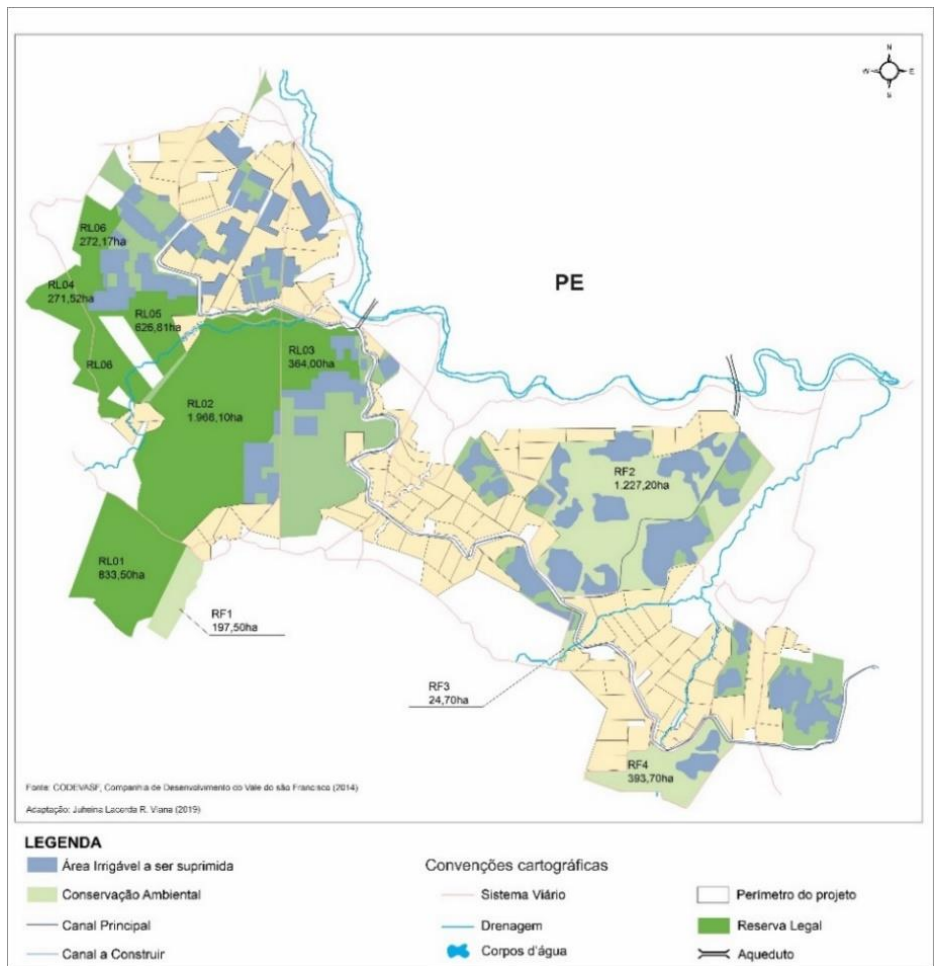 N
W
E
S
PE
RL06
272,17ha
RL04
271,52ha
RL05
626,81ha
RL03
364,00ha
RL06
RL02
1.966,10ha
RF2
1.227,20ha
RL01
833,50ha
RF1
197,50ha
RF3
24,70ha
RF4
393,70ha
Fonte: CODEVASF, Companhia de Desenvolvimento do Vale do são Francisco (2014)
Adaptação: Juheina Lacerda R. Viana (2019)
LEGENDA
Área Irrigável a ser suprimida
Conservação Ambiental
Canal Principal
Canal a Construir
Convenções cartográficas
Sistema Viário
Drenagem
Corpos d'água
Perímetro do projeto
Reserva Legal
Aqueduto